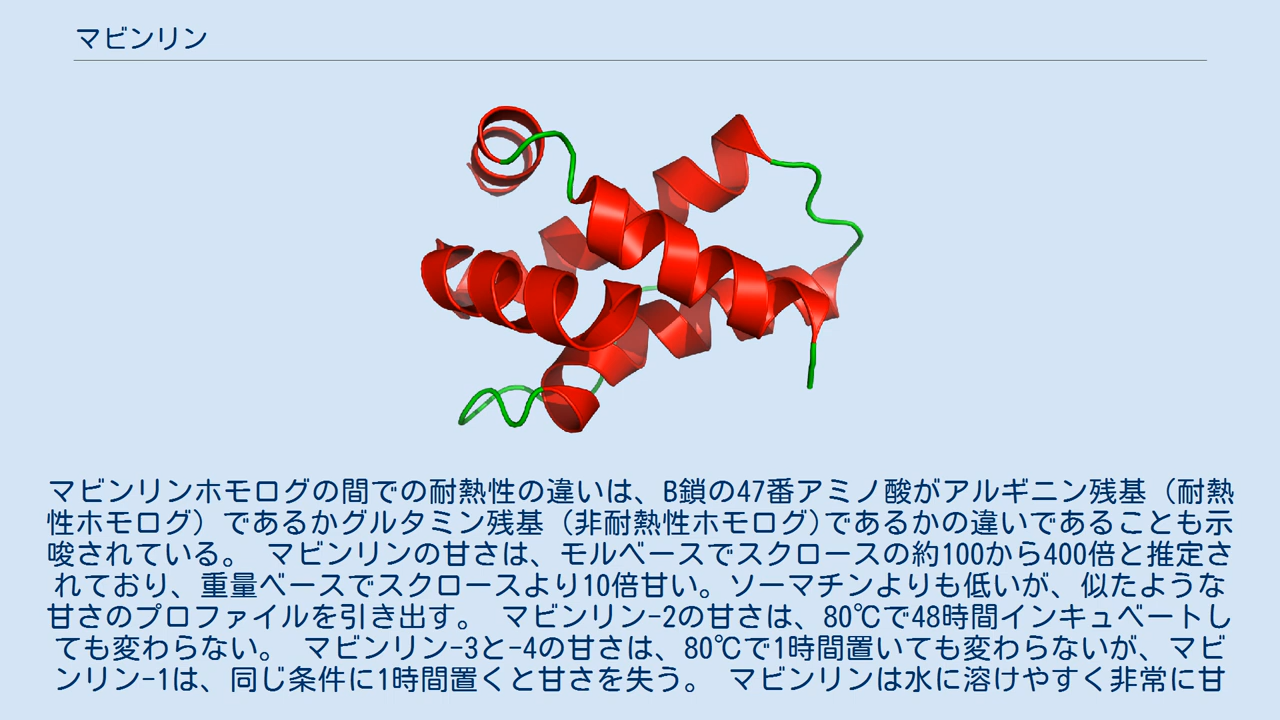 マビンリン
マビンリンホモログの間での耐熱性の違いは、B鎖の47番アミノ酸がアルギニン残基（耐熱
性ホモログ）であるかグルタミン残基（非耐熱性ホモログ)であるかの違いであることも示
唆されている。 マビンリンの甘さは、モルベースでスクロースの約100から400倍と推定さ
れており、重量ベースでスクロースより10倍甘い。ソーマチンよりも低いが、似たような
甘さのプロファイルを引き出す。 マビンリン-2の甘さは、80℃で48時間インキュベートし
ても変わらない。 マビンリン-3と-4の甘さは、80℃で1時間置いても変わらないが、マビ
ンリン-1は、同じ条件に1時間置くと甘さを失う。 マビンリンは水に溶けやすく非常に甘